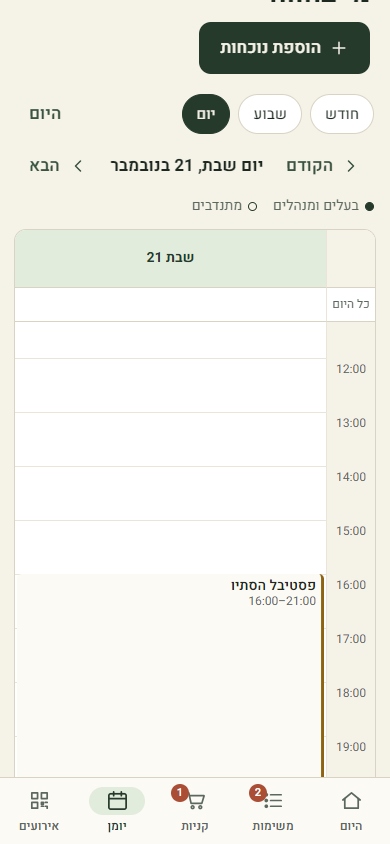 הוספת נוכחות
חודש
שבוע
יום
היום
הקודם
יום שבת, 21 בנובמבר
הבא
בעלים ומנהלים
מתנדבים
שבת 21
כל היום
12:00
13:00
14:00
15:00
16:00
פסטיבל הסתיו
16:00–21:00
17:00
18:00
19:00
היום
2
משימות
1
קניות
יומן
אירועים